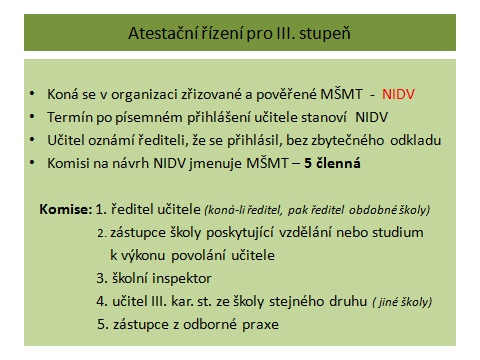 Atestační řízení pro III. stupeň
• Koná se v organizaci zřizované a pověřené MŠMT - NIDV
• Termín po písemném přihlášení učitele stanoví NIDV
• Učitel oznámí řediteli, že se přihlásil, bez zbytečného odkladu
• Komisi na návrh NIDV jmenuje MŠMT – 5 členná
Komise: 1. ředitel učitele (koná-li ředitel, pak ředitel obdobné školy)
2. zástupce školy poskytující vzdělání nebo studium
k výkonu povolání učitele
3. školní inspektor
4. učitel III. kar. st. ze školy stejného druhu ( jiné školy)
5. zástupce z odborné praxe